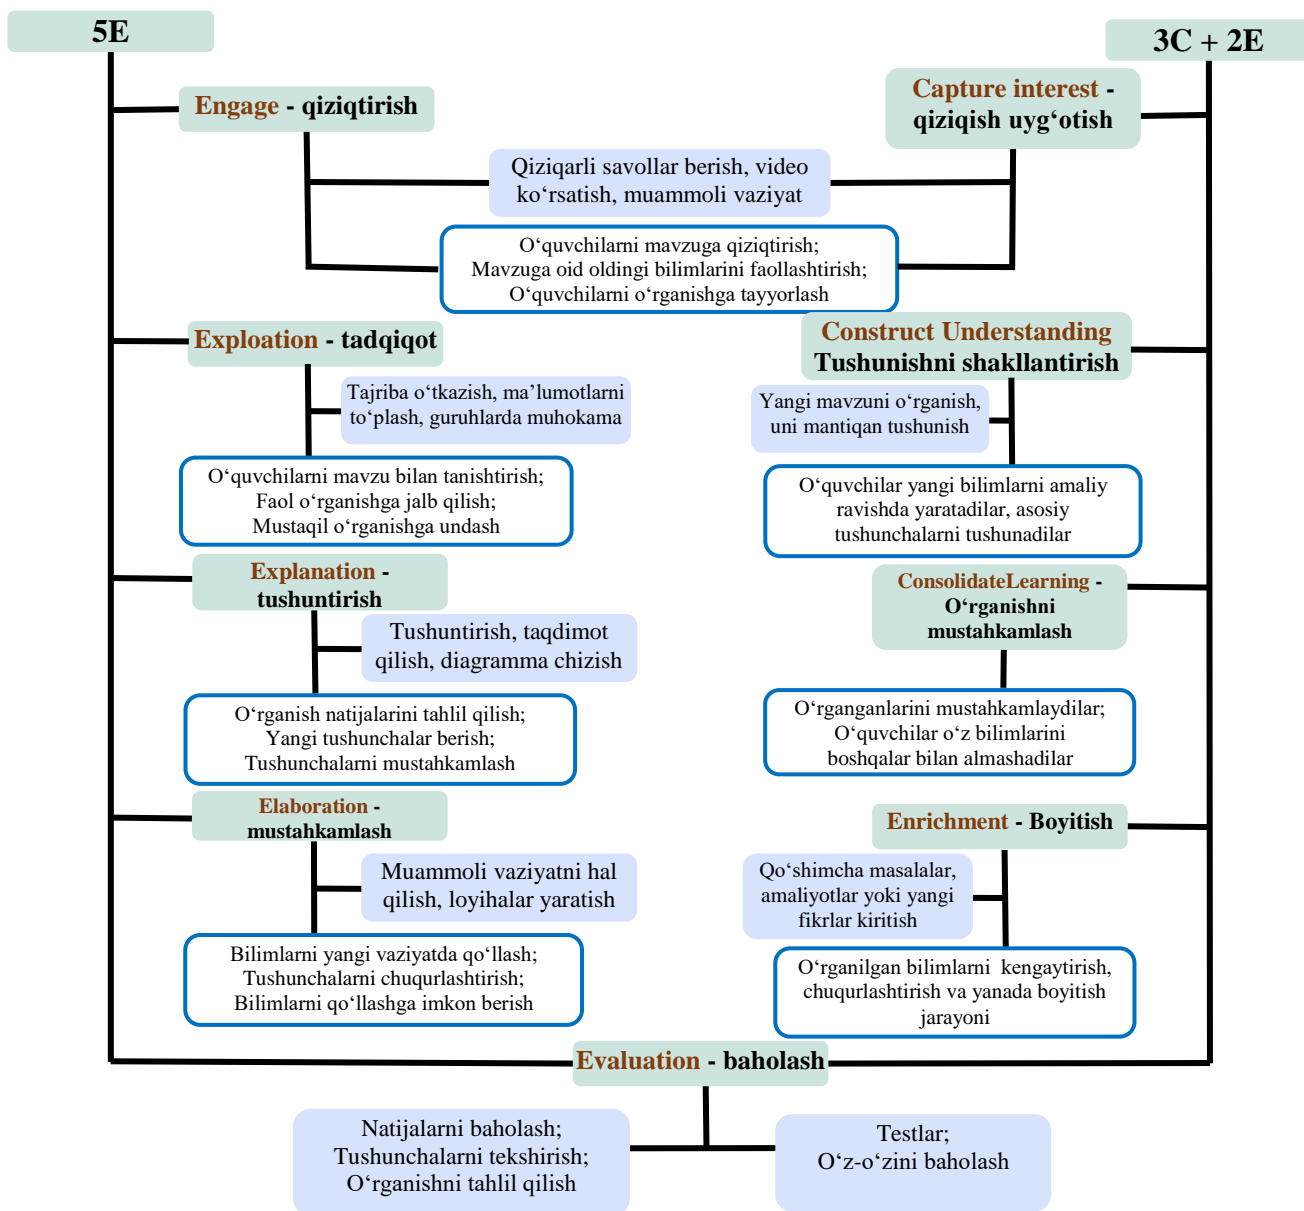 5E
3C + 2E
Engage - qiziqtirish
Capture interest -
qiziqish uyg‘otish
Qiziqarli savollar berish, video
ko‘rsatish, muammoli vaziyat
O‘quvchilarni mavzuga qiziqtirish;
Mavzuga oid oldingi bilimlarini faollashtirish;
O‘quvchilarni o‘rganishga tayyorlash
Exploation - tadqiqot
Construct Understanding
Tushunishni shakllantirish
Tajriba o‘tkazish, ma’lumotlarni
to‘plash, guruhlarda muhokama
Yangi mavzuni o‘rganish,
uni mantiqan tushunish
O‘quvchilarni mavzu bilan tanishtirish;
Faol o‘rganishga jalb qilish;
Mustaqil o‘rganishga undash
O‘quvchilar yangi bilimlarni amaliy
ravishda yaratadilar, asosiy
tushunchalarni tushunadilar
Explanation -
tushuntirish
ConsolidateLearning -
O‘rganishni
mustahkamlash
Tushuntirish, taqdimot
qilish, diagramma chizish
O‘rganish natijalarini tahlil qilish;
Yangi tushunchalar berish;
Tushunchalarni mustahkamlash
O‘rganganlarini mustahkamlaydilar;
O‘quvchilar o‘z bilimlarini
boshqalar bilan almashadilar
Elaboration -
mustahkamlash
Enrichment - Boyitish
Muammoli vaziyatni hal
qilish, loyihalar yaratish
Qo‘shimcha masalalar,
amaliyotlar yoki yangi
fikrlar kiritish
Bilimlarni yangi vaziyatda qo‘llash;
Tushunchalarni chuqurlashtirish;
Bilimlarni qo‘llashga imkon berish
O‘rganilgan bilimlarni kengaytirish,
chuqurlashtirish va yanada boyitish
jarayoni
Evaluation - baholash
Natijalarni baholash;
Tushunchalarni tekshirish;
O‘rganishni tahlil qilish
Testlar;
O‘z-o‘zini baholash